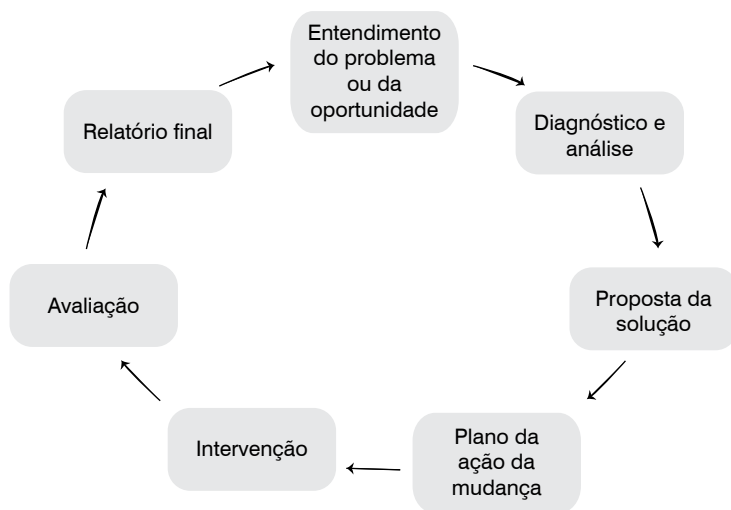 Entendimento
do problema
ou da
oportunidade
Diagnóstico e
análise
Proposta da
solução
Plano da
ação da
mudança
Intervenção
Avaliação
Relatório final